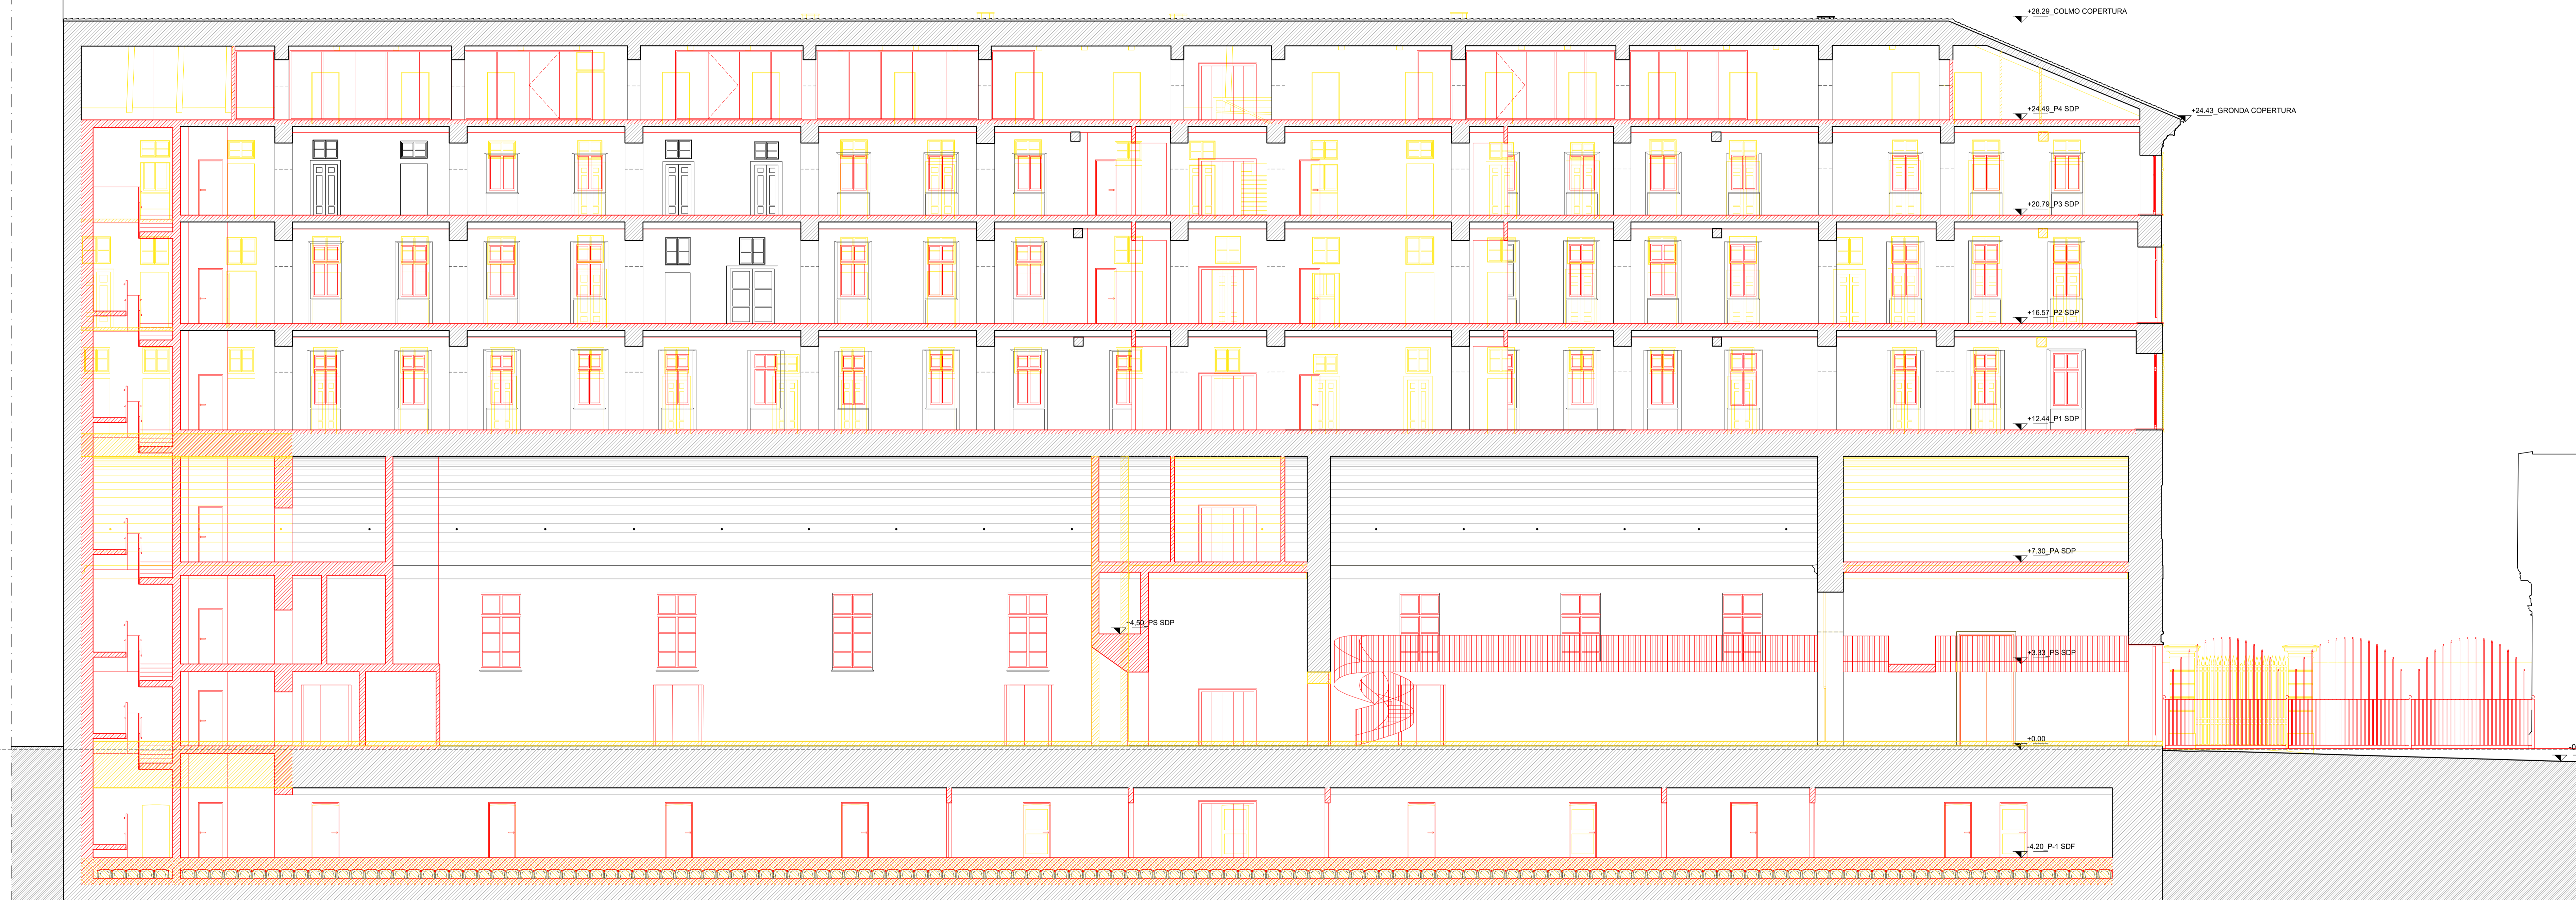 +28.29_COLMO COPERTURA
+24.49_P4 SDP
+24.43_GRONDA COPERTURA
+20.79_P3 SDP
+16.57_P2 SDP
+12.44_P1 SDP
+7.30_PA SDP
+4,50_PS SDP
+3.33_PS SDP
+0.00
-0
-4.20_P-1 SDF